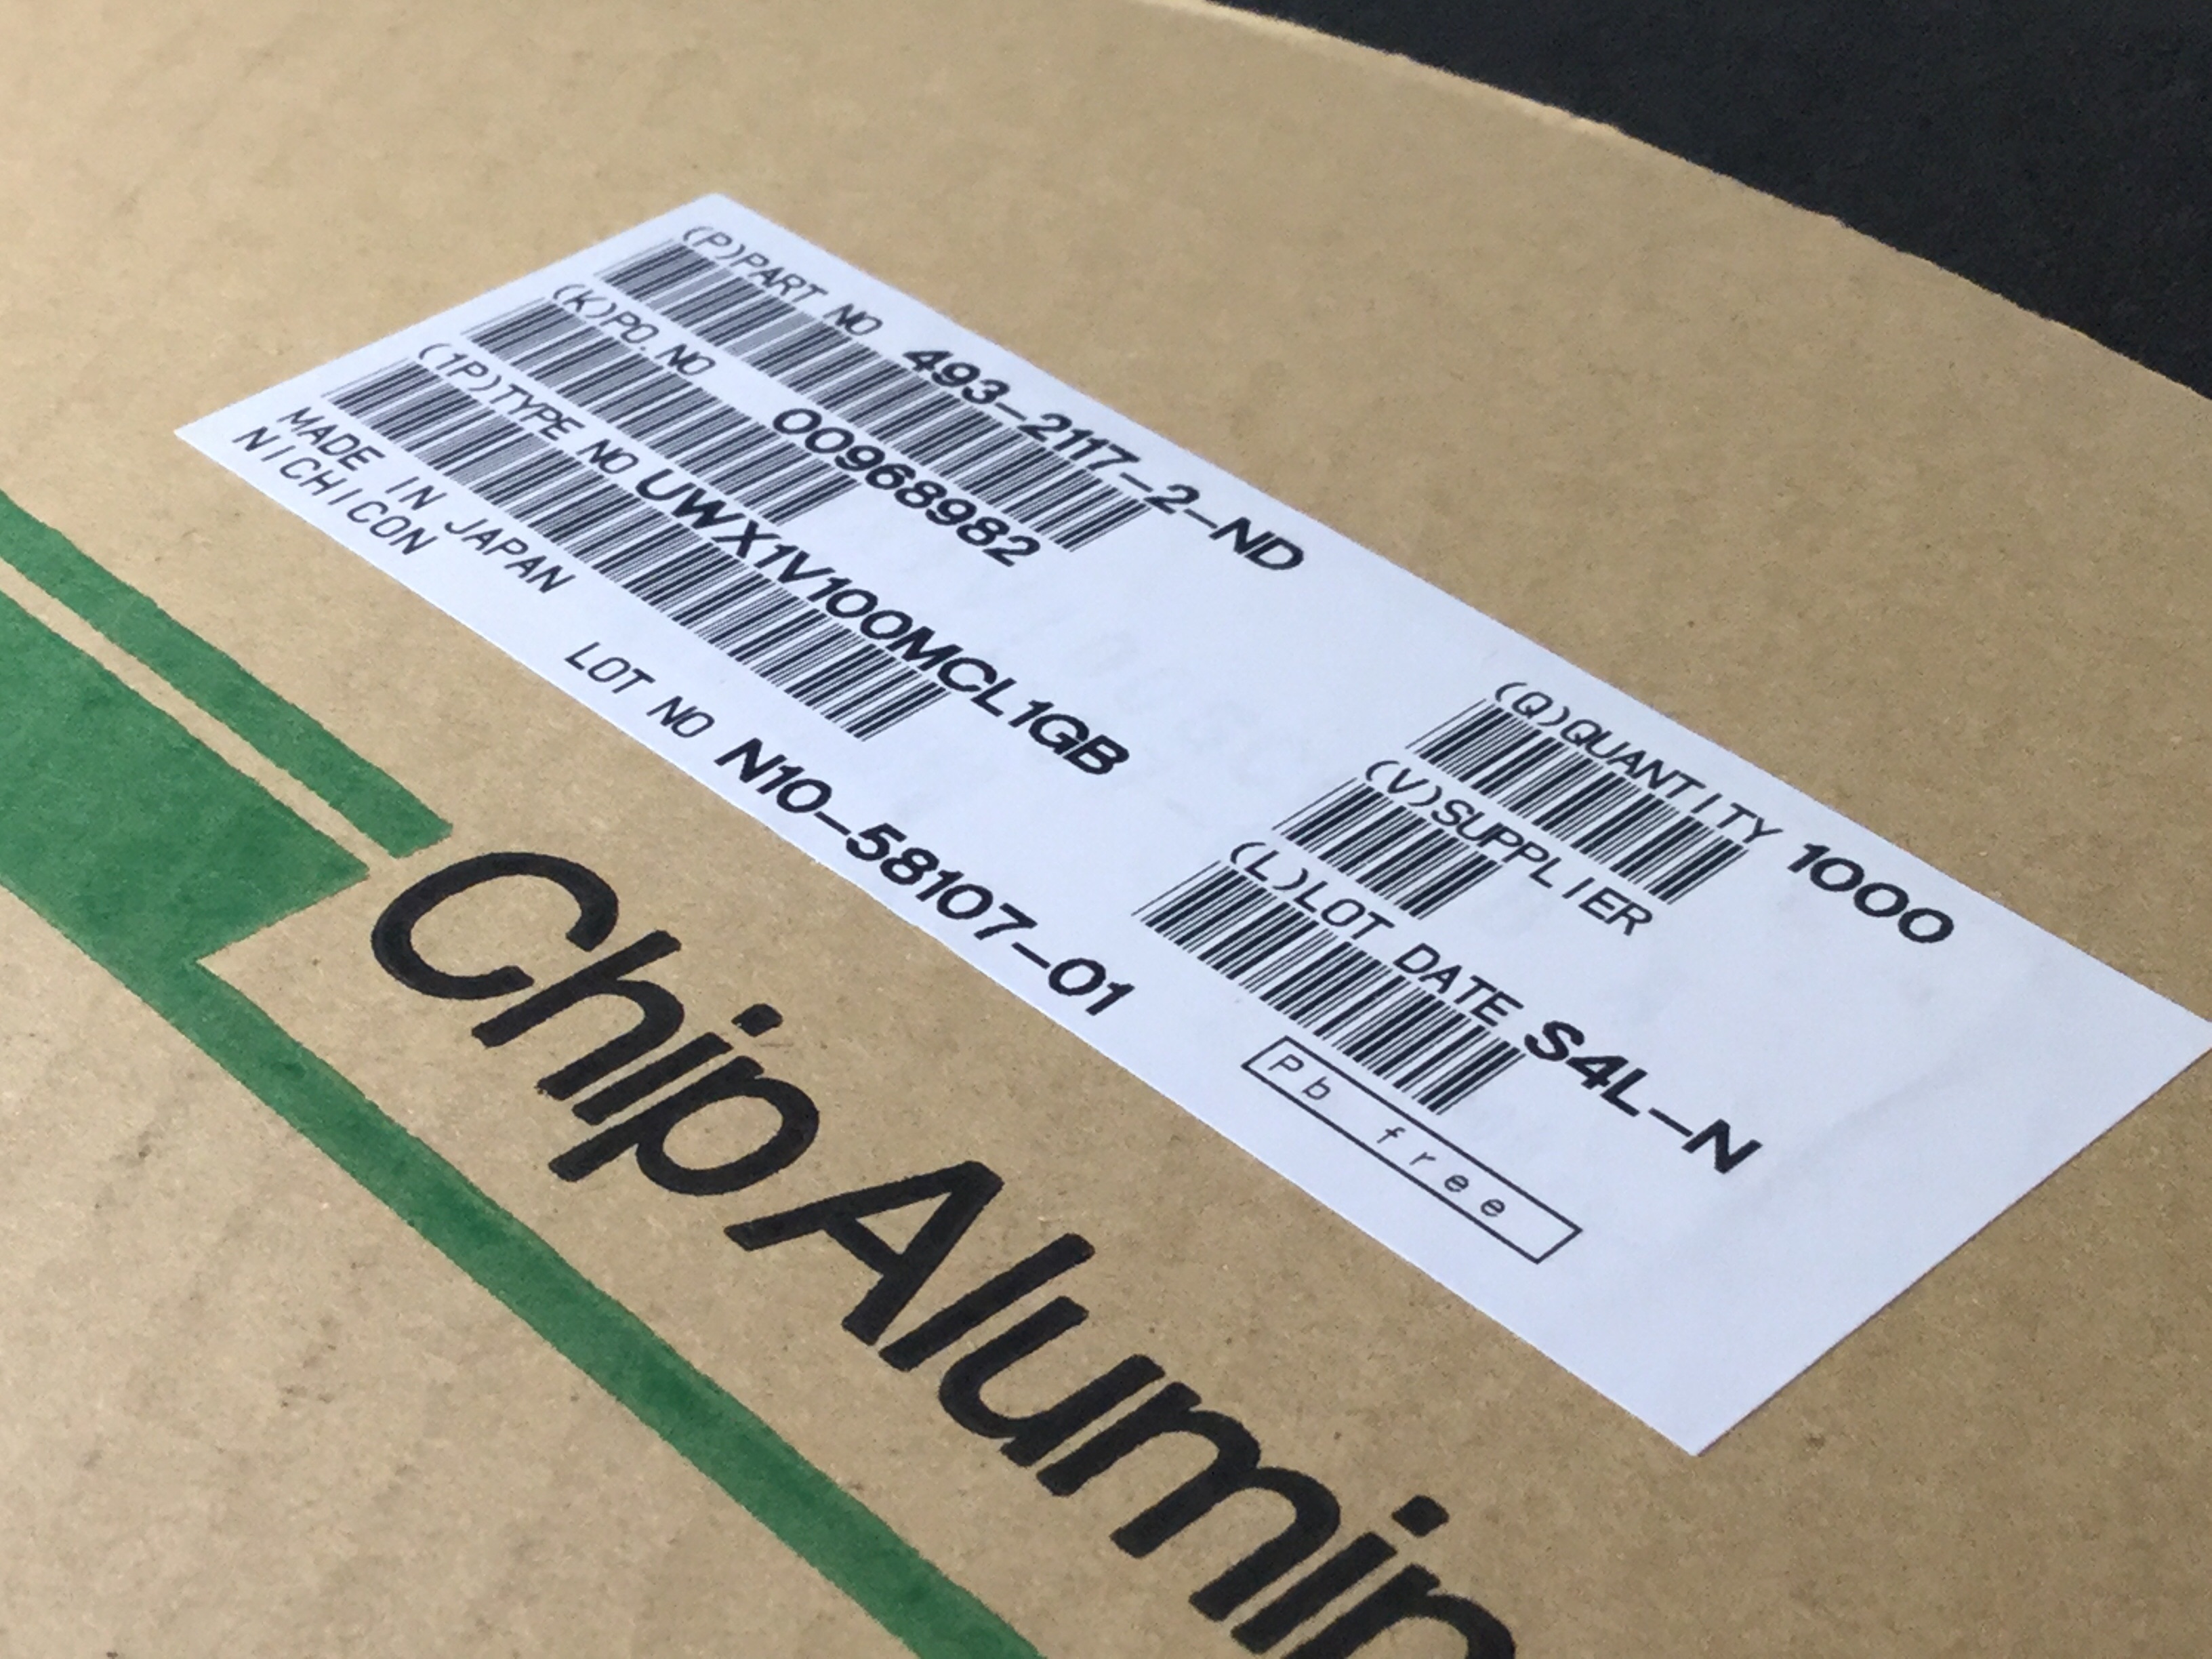 (P)PART NO 493-2117-2-ND
(K)PO.NO 00968982
(1P)TYPE NO UWX1V100MCL1GB
MADE IN JAPAN
NICHICON
LOT NO N10-58107-01
(Q)QUANTITY 1000
(V)SUPPLIER
(L)LOT DATE S4L-N
Pb free
Chip Alumin